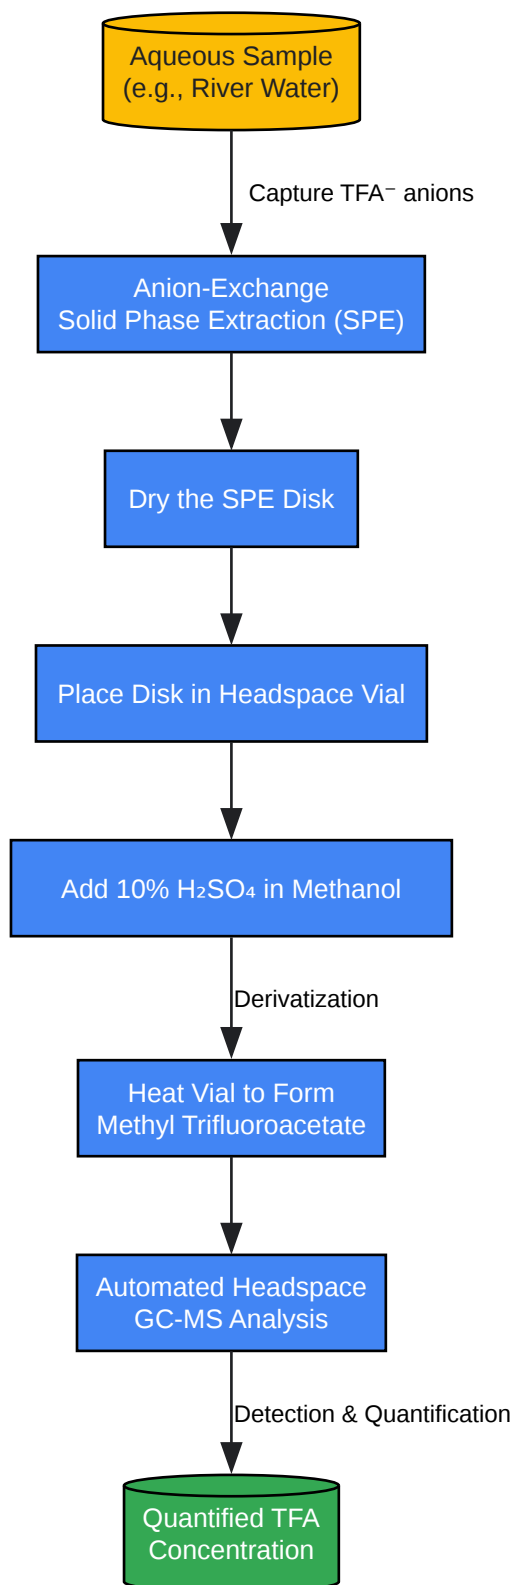 Aqueous Sample
(e.g., River Water)
Capture TFA⁻ anions
Anion-Exchange
Solid Phase Extraction (SPE)
Dry the SPE Disk
Place Disk in Headspace Vial
Add 10% H₂SO₄ in Methanol
Derivatization
Heat Vial to Form
Methyl Trifluoroacetate
Automated Headspace
GC-MS Analysis
Detection & Quantification
Quantified TFA
Concentration